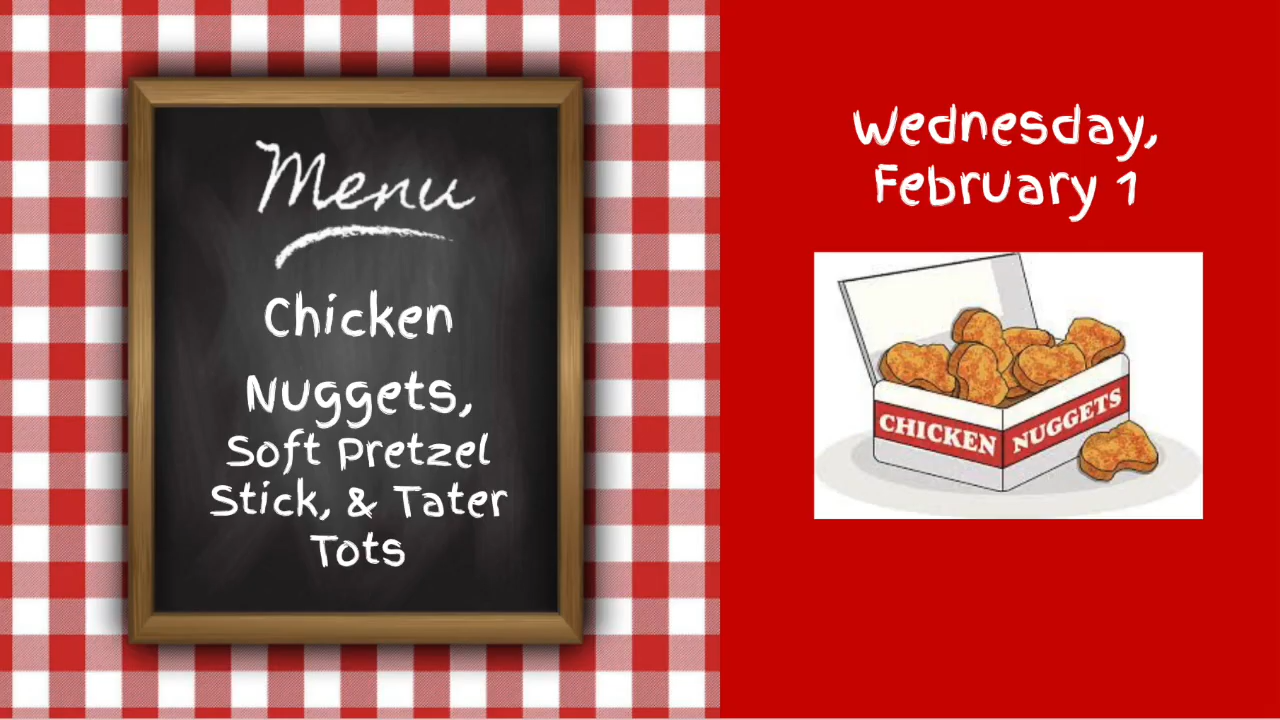 Menu
Chicken
Nuggets,
Soft Pretzel
Stick, & Tater
Tots
Wednesday,
February 1
CHICKEN NUGGETS